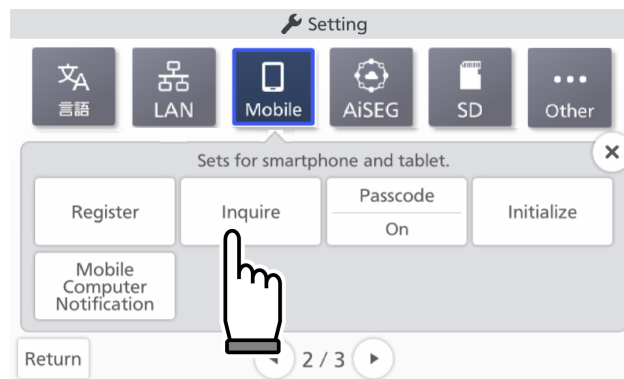 Setting
文A
言語
LAN
Mobile
AiSEG
SD
Other
Sets for smartphone and tablet.
Register
Inquire
Passcode
On
Initialize
Mobile
Computer
Notification
Return
2 / 3